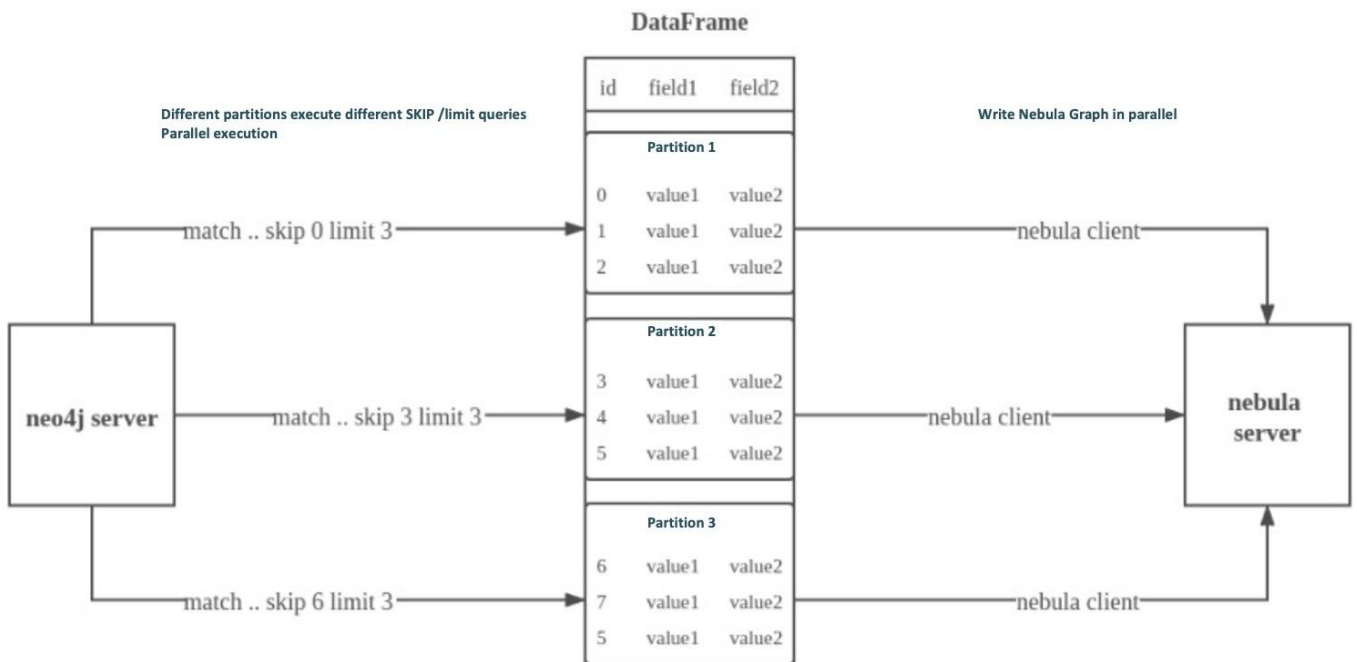 DataFrame
id field1 field2
Different partitions execute different SKIP /limit queries
Parallel execution
Write Nebula Graph in parallel
Partition 1
0 value1 value2
match .. skip 0 limit 3
1 value1 value2
nebula client
2 value1 value2
Partition 2
3 value1 value2
neo4j server
match .. skip 3 limit 3
4 value1 value2
nebula client
nebula
server
5 value1 value2
Partition 3
6 value1 value2
match .. skip 6 limit 3
7 value1 value2
nebula client
5 value1 value2